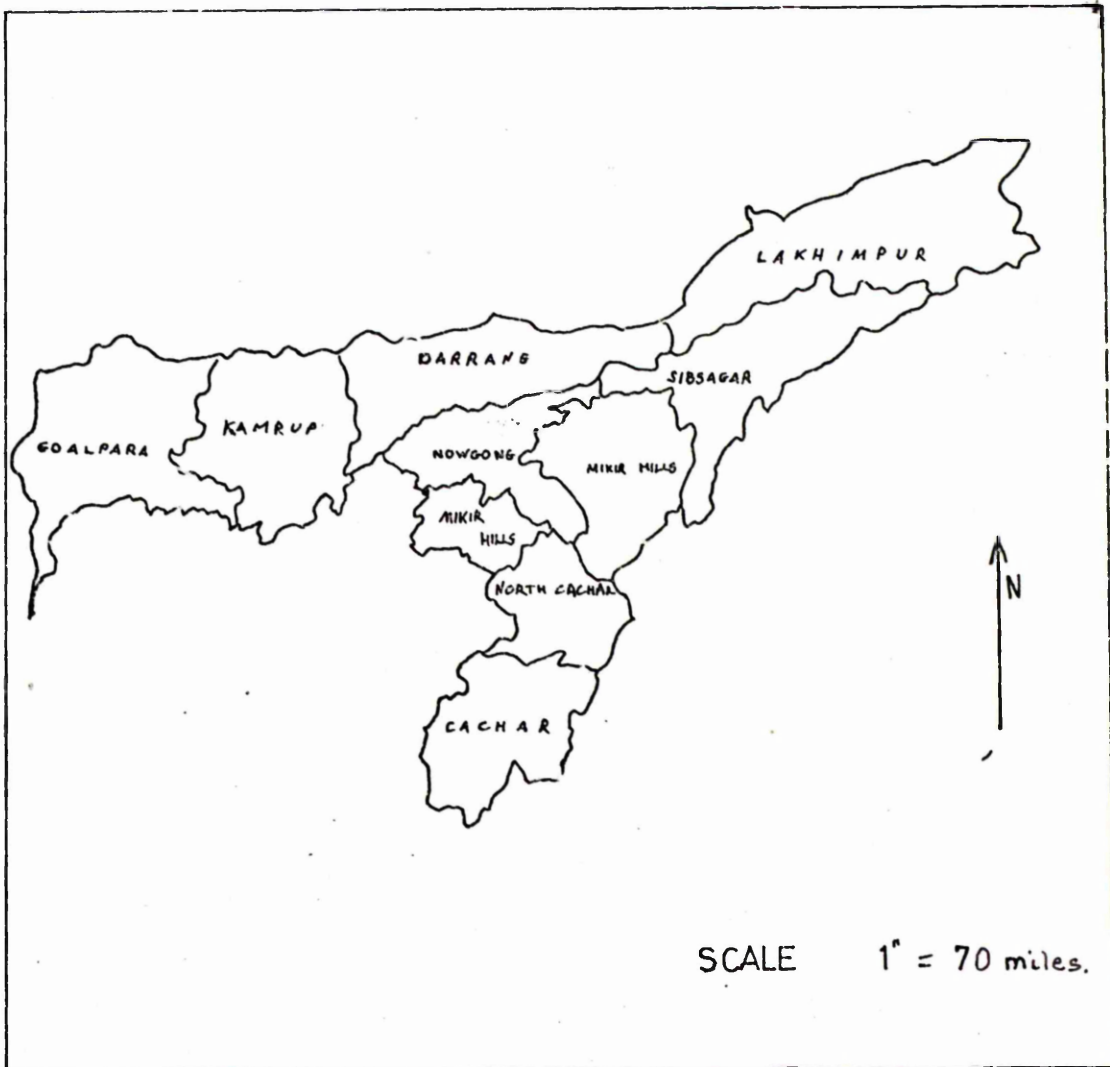 LAKHIMPUR
DARRANG
SIBSAGAR
KAMRUP
GOALPARA
NOWGONG
MIKIR HILLS
MIKIR
HILLS
NORTH CACHAR
N
CACHAR
SCALE 1" = 70 miles.